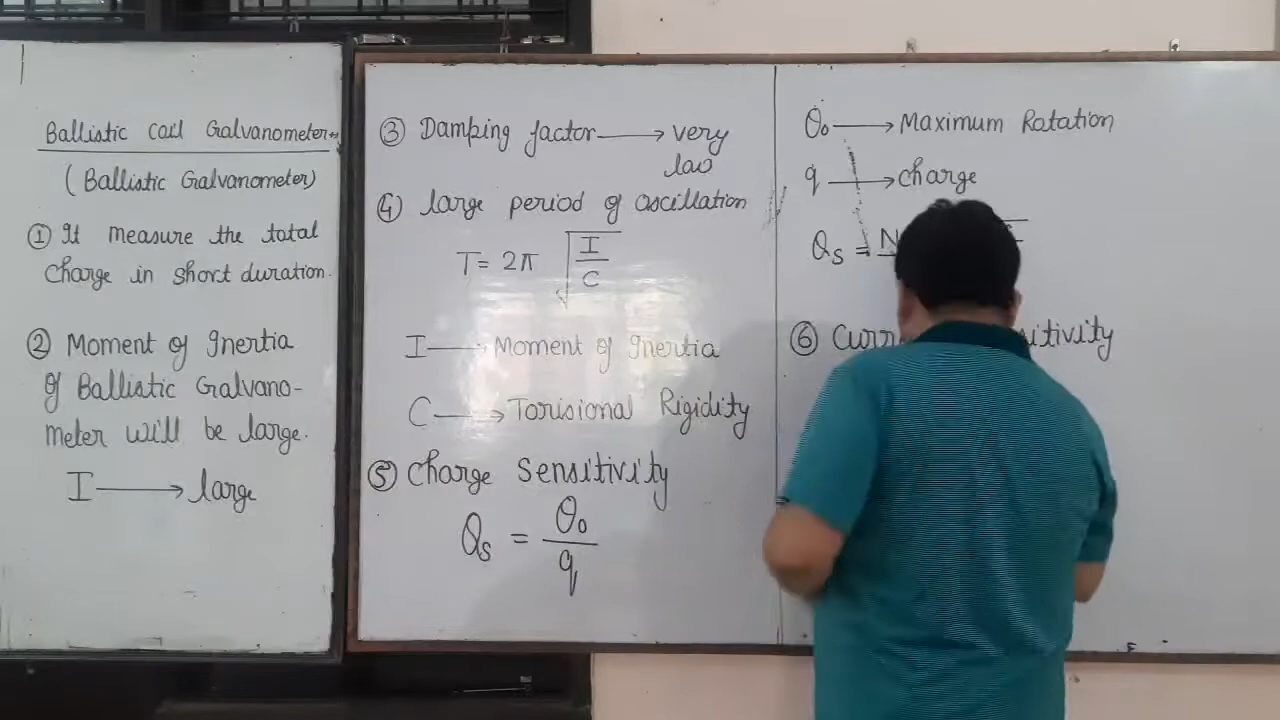 Ballistic Coil Galvanometer
(Ballistic Galvanometer)
① It measure the total
Charge in short duration.
② Moment of Inertia
of Ballistic Galvano-
meter will be large.
I → large
③ Damping factor → very
low
④ large period of oscillation
T = 2π √(I/C)
I → Moment of Inertia
C → Torisional Rigidity
⑤ Charge Sensitivity
Qs = θ₀/q
θ₀ → Maximum Rotation
q → charge
Qs = N
⑥